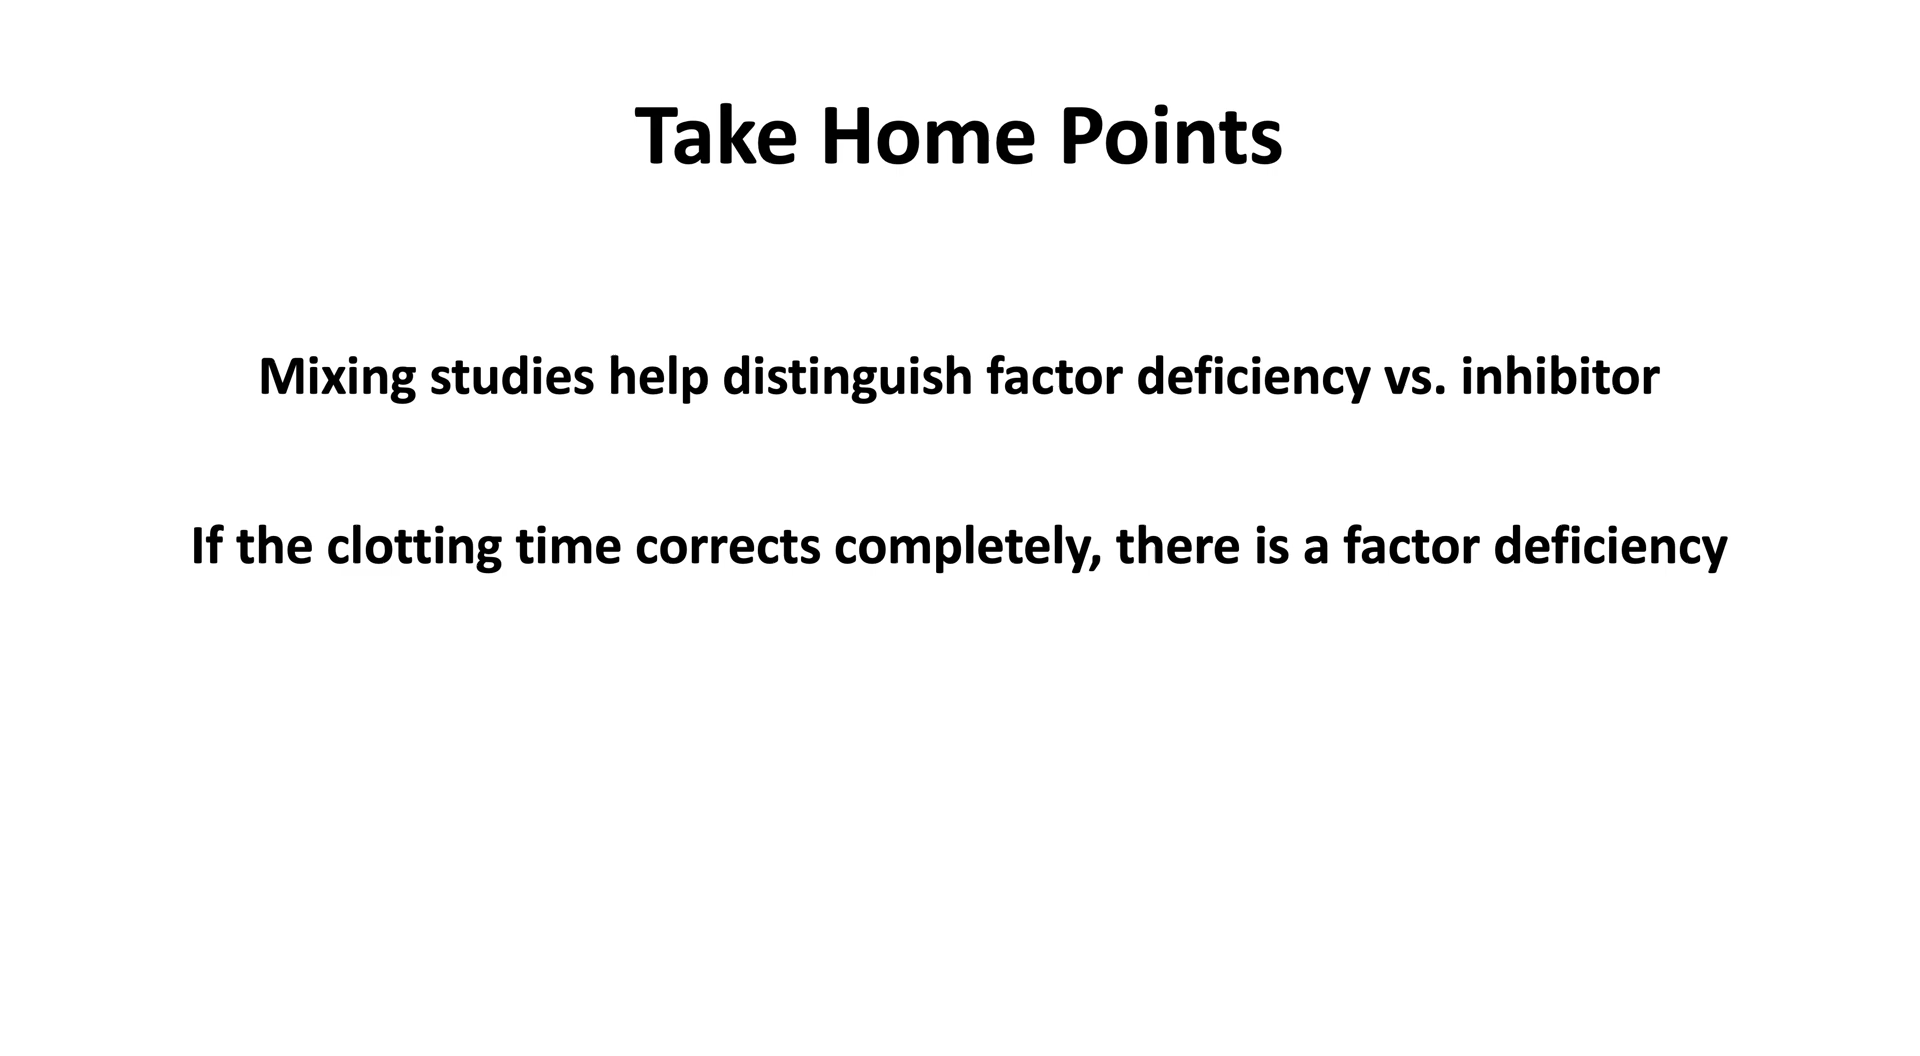 Take Home Points
Mixing studies help distinguish factor deficiency vs. inhibitor
If the clotting time corrects completely, there is a factor deficiency